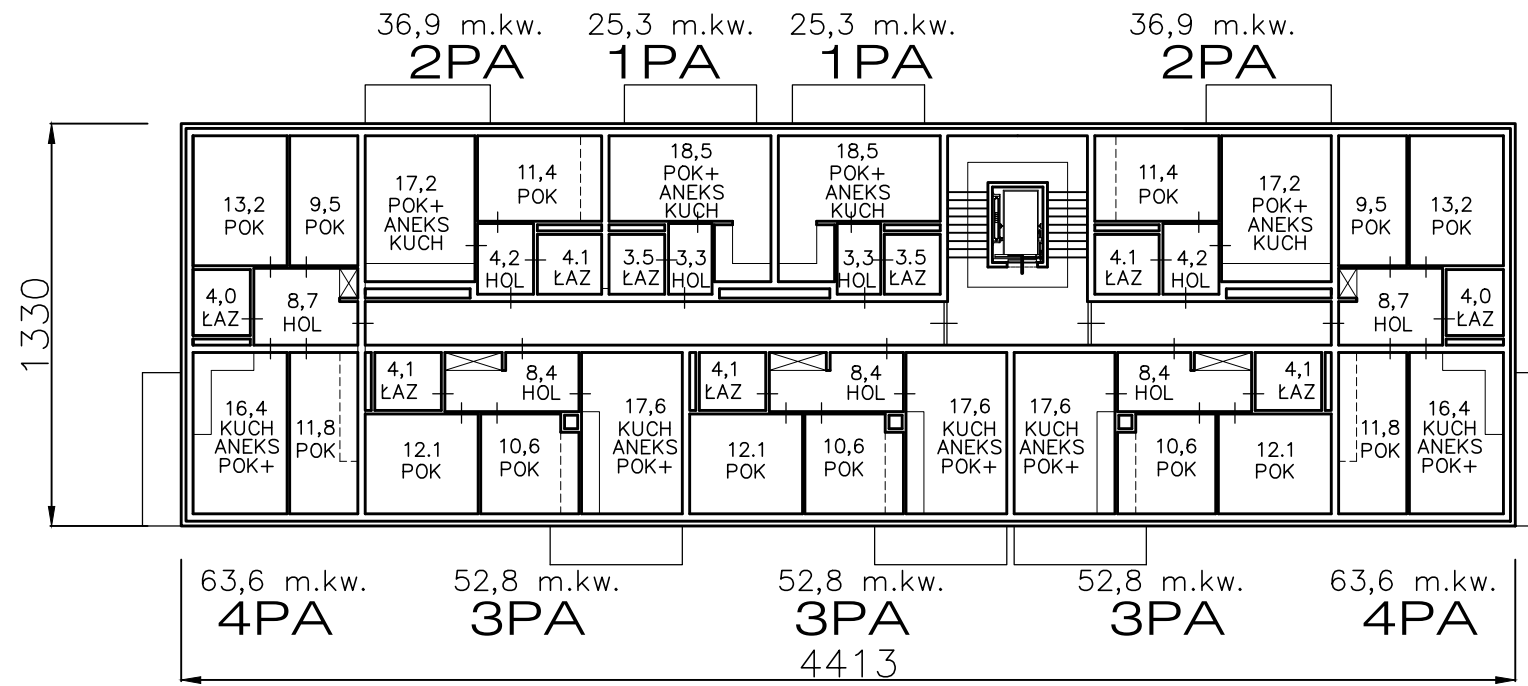 36,9 m.kw.
2PA
25,3 m.kw.
1PA
25,3 m.kw.
1PA
36,9 m.kw.
2PA
1330
13,2
POK
9,5
POK
17,2
POK+
ANEKS
KUCH
11,4
POK
18,5
POK+
ANEKS
KUCH
18,5
POK+
ANEKS
KUCH
11,4
POK
17,2
POK+
ANEKS
KUCH
9,5
POK
13,2
POK
4,0
ŁAZ
8,7
HOL
4,2
HOL
4.1
ŁAZ
3.5
ŁAZ
3,3
HOL
3,3
HOL
3.5
ŁAZ
4.1
ŁAZ
4,2
HOL
8,7
HOL
4,0
ŁAZ
16,4
KUCH
ANEKS
POK+
11,8
POK
4,1
ŁAZ
8,4
HOL
12.1
POK
10,6
POK
17,6
KUCH
ANEKS
POK+
4,1
ŁAZ
8,4
HOL
12.1
POK
10,6
POK
17,6
KUCH
ANEKS
POK+
17,6
KUCH
ANEKS
POK+
8,4
HOL
4,1
ŁAZ
10,6
POK
12.1
POK
11,8
POK
16,4
KUCH
ANEKS
POK+
63,6 m.kw.
4PA
52,8 m.kw.
3PA
52,8 m.kw.
3PA
52,8 m.kw.
3PA
63,6 m.kw.
4PA
4413